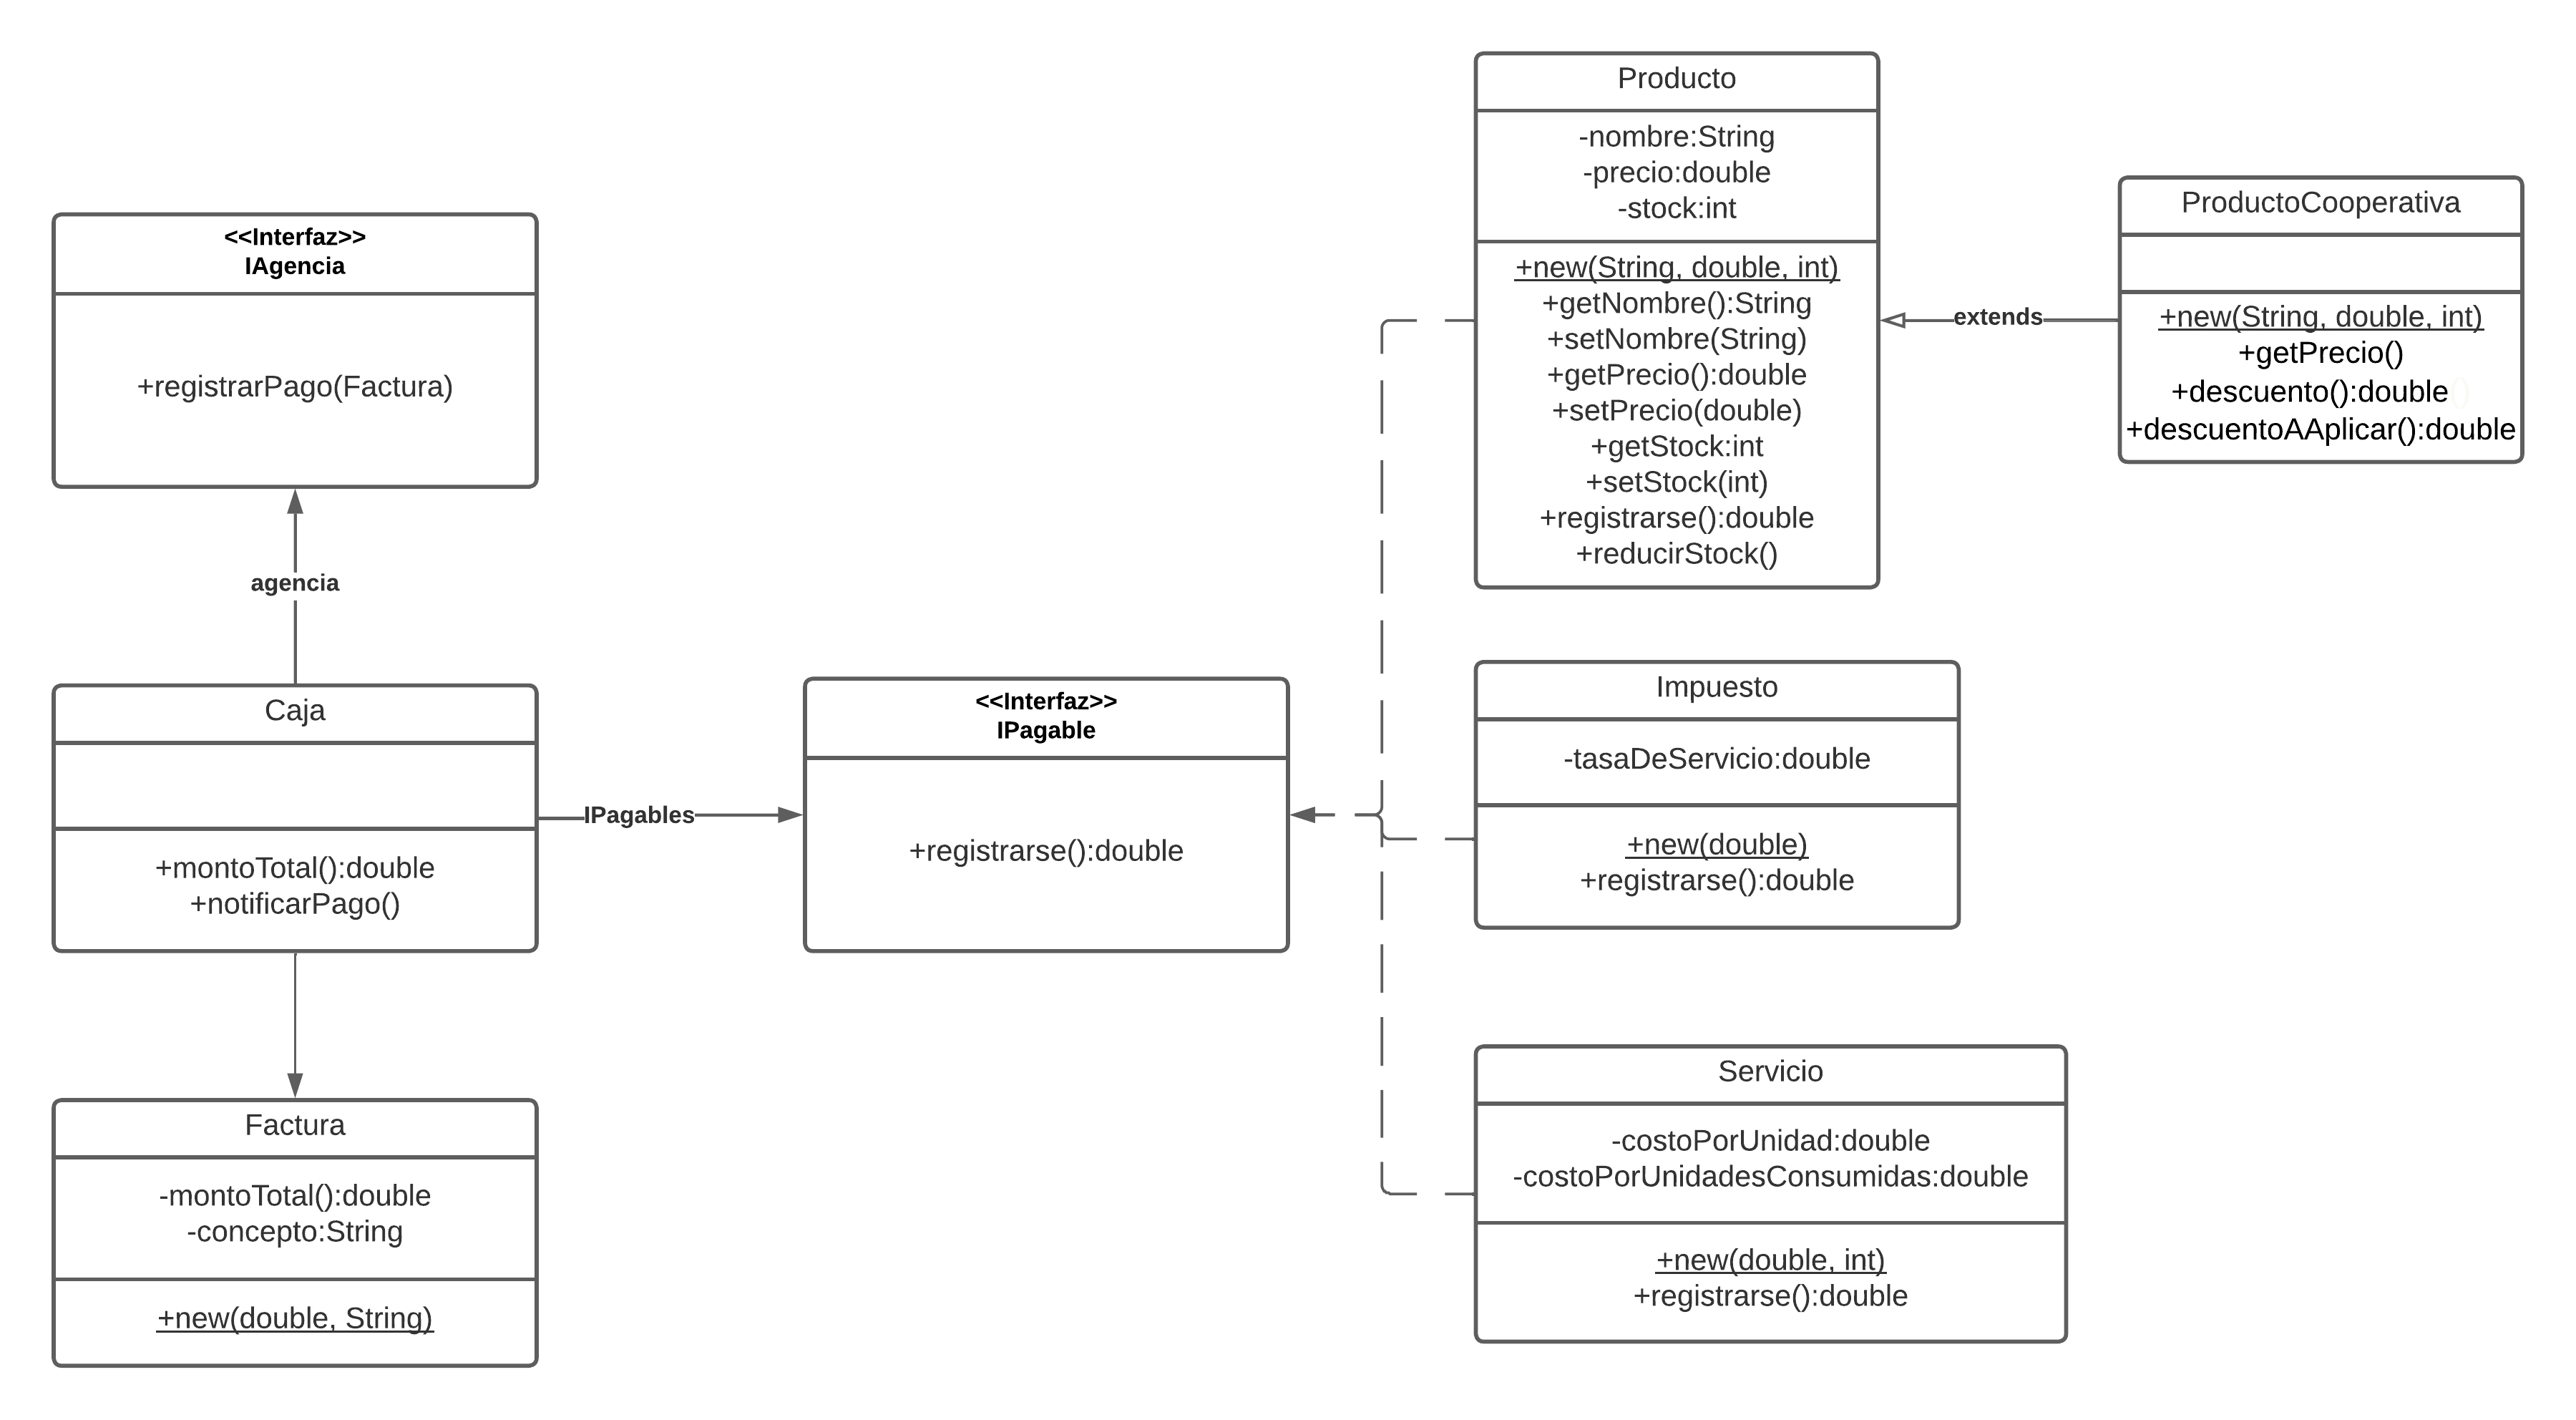 <<Interfaz>>
IAgencia
+registrarPago(Factura)
agencia
Caja
+montoTotal():double
+notificarPago()
Factura
-montoTotal():double
-concepto:String
+new(double, String)
IPagables
<<Interfaz>>
IPagable
+registrarse():double
Producto
-nombre:String
-precio:double
-stock:int
+new(String, double, int)
+getNombre():String
+setNombre(String)
+getPrecio():double
+setPrecio(double)
+getStock:int
+setStock(int)
+registrarse():double
+reducirStock()
extends
ProductoCooperativa
+new(String, double, int)
+getPrecio()
+descuento():double()
+descuentoAAplicar():double
Impuesto
-tasaDeServicio:double
+new(double)
+registrarse():double
Servicio
-costoPorUnidad:double
-costoPorUnidadesConsumidas:double
+new(double, int)
+registrarse():double